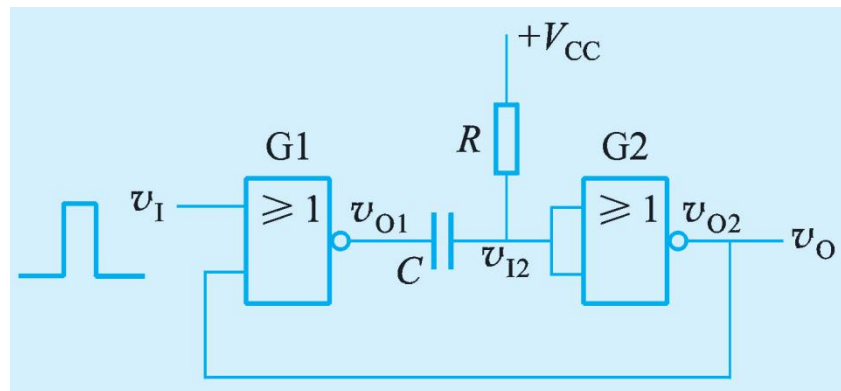 +V_CC
G1
R
G2
v_I
≥ 1
v_O1
≥ 1
v_O2
v_O
C
v_I2